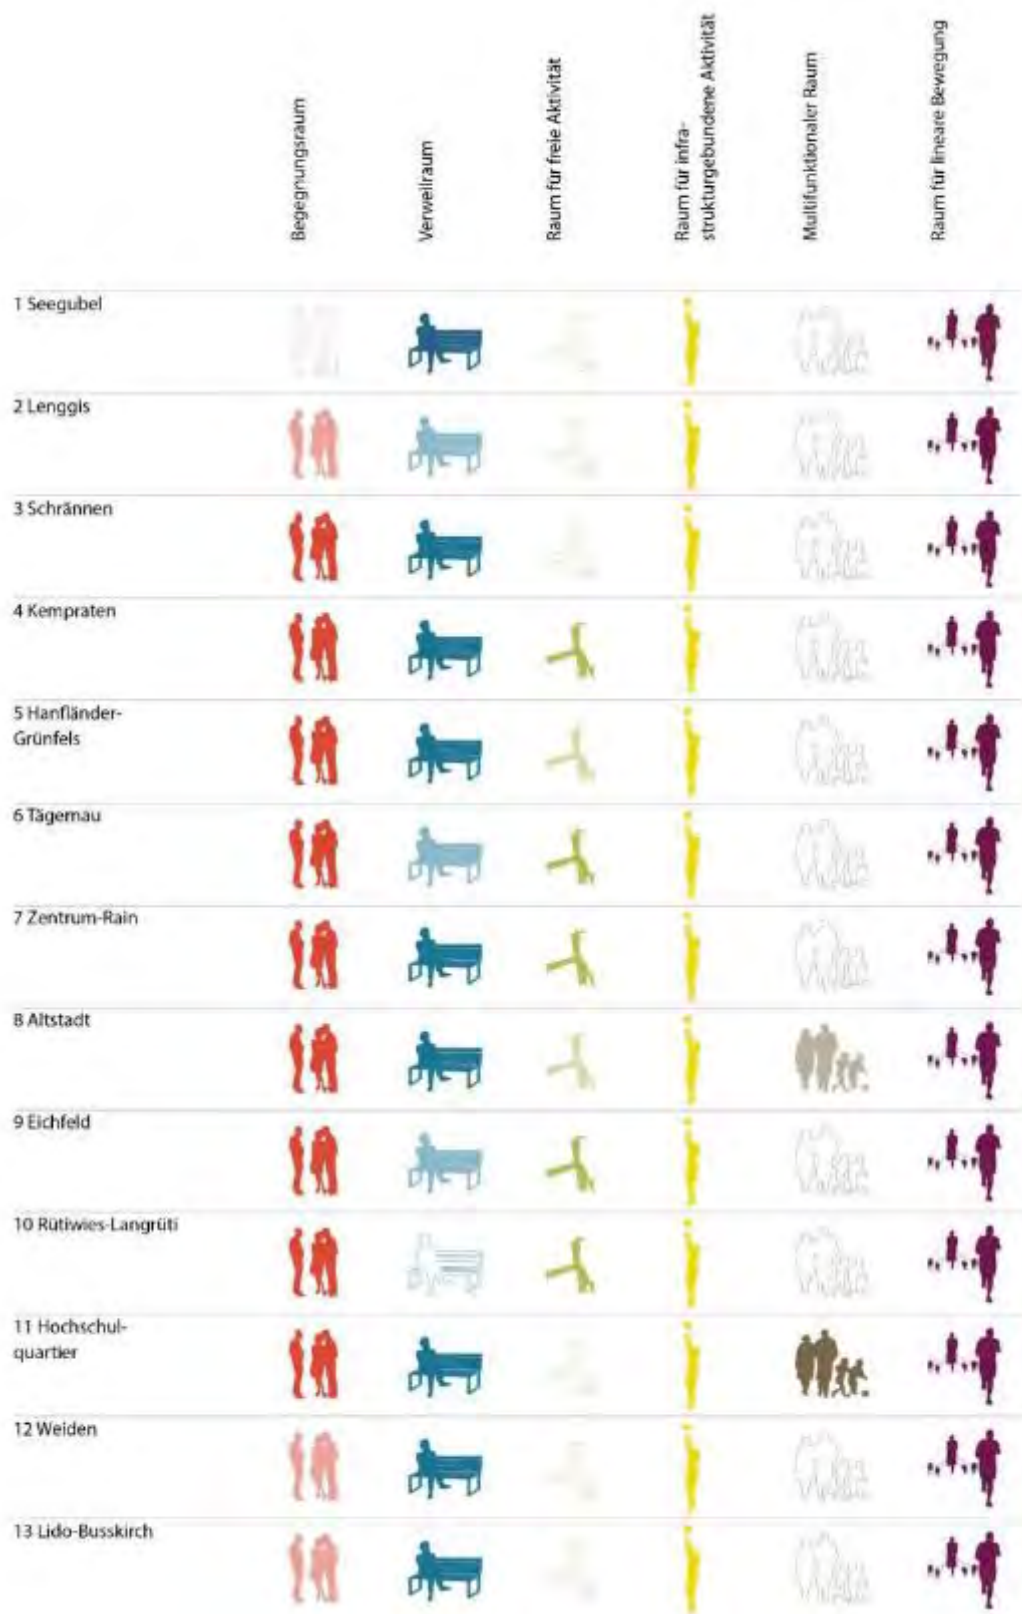 Begegnungsraum
Verweilraum
Raum für freie Aktivität
Raum für infra-
strukturgebundene Aktivität
Multifunktionaler Raum
Raum für lineare Bewegung
1 Seegubel
2 Lenggis
3 Schrännen
4 Kempraten
5 Hanfländer-
Grünfels
6 Tägernau
7 Zentrum-Rain
8 Altstadt
9 Eichfeld
10 Rütiwies-Langrüti
11 Hochschul-
quartier
12 Weiden
13 Lido-Busskirch